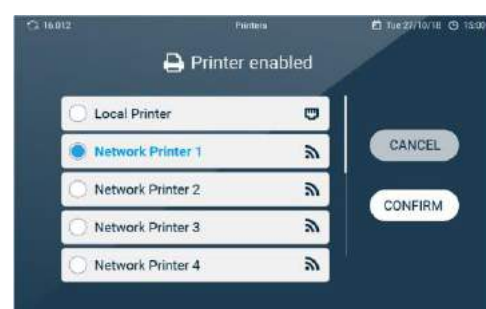 16.012 Printers Tue 27/10/18 15:00
Printer enabled
Local Printer
Network Printer 1
Network Printer 2
Network Printer 3
Network Printer 4
CANCEL
CONFIRM